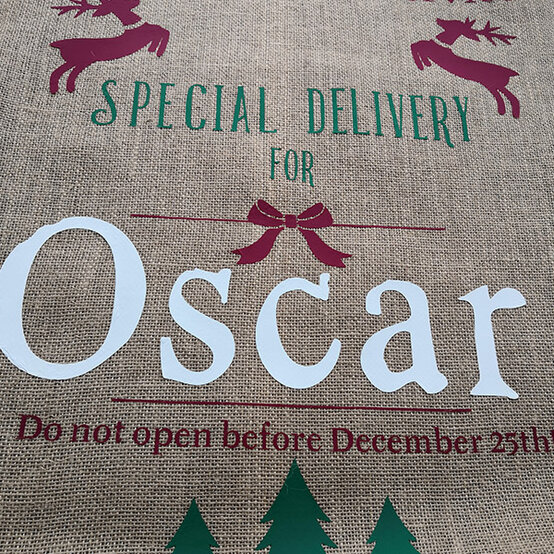 SPECIAL DELIVERY
FOR
Oscar
Do not open before December 25th!